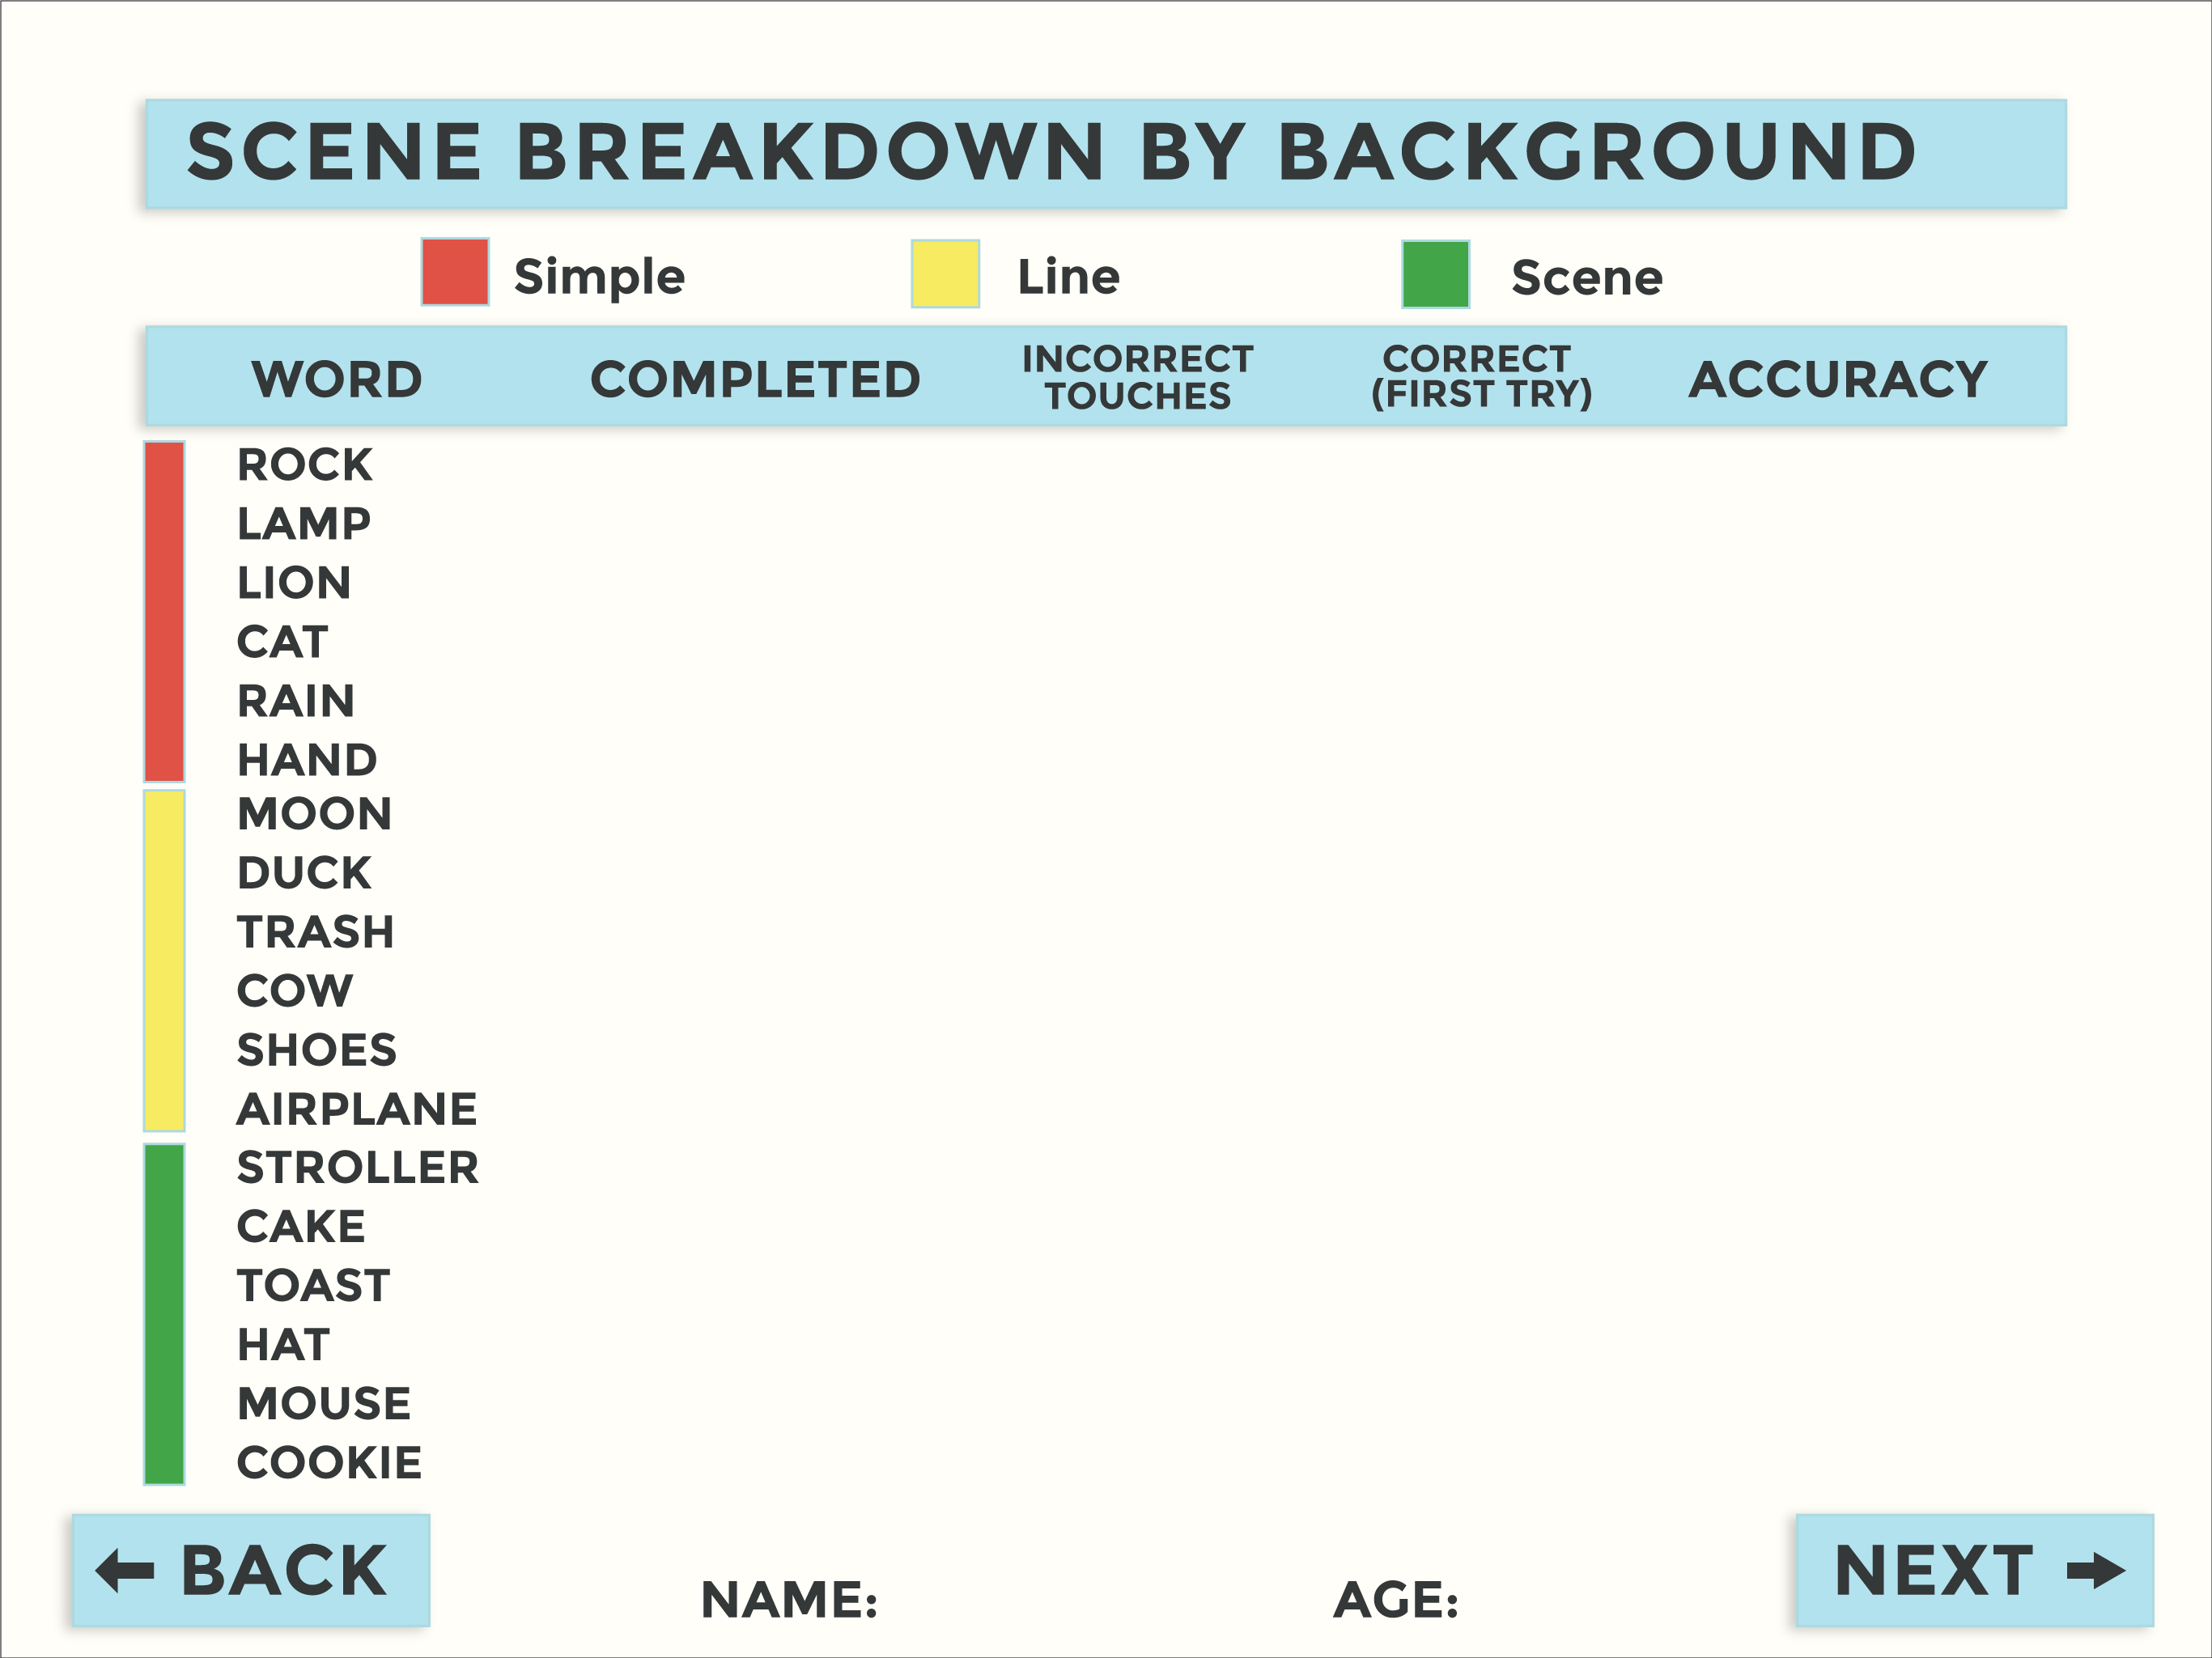 SCENE BREAKDOWN BY BACKGROUND
Simple Line Scene
WORD COMPLETED INCORRECT TOUCHES CORRECT (FIRST TRY) ACCURACY
ROCK
LAMP
LION
CAT
RAIN
HAND
MOON
DUCK
TRASH
COW
SHOES
AIRPLANE
STROLLER
CAKE
TOAST
HAT
MOUSE
COOKIE
BACK NAME: AGE: NEXT